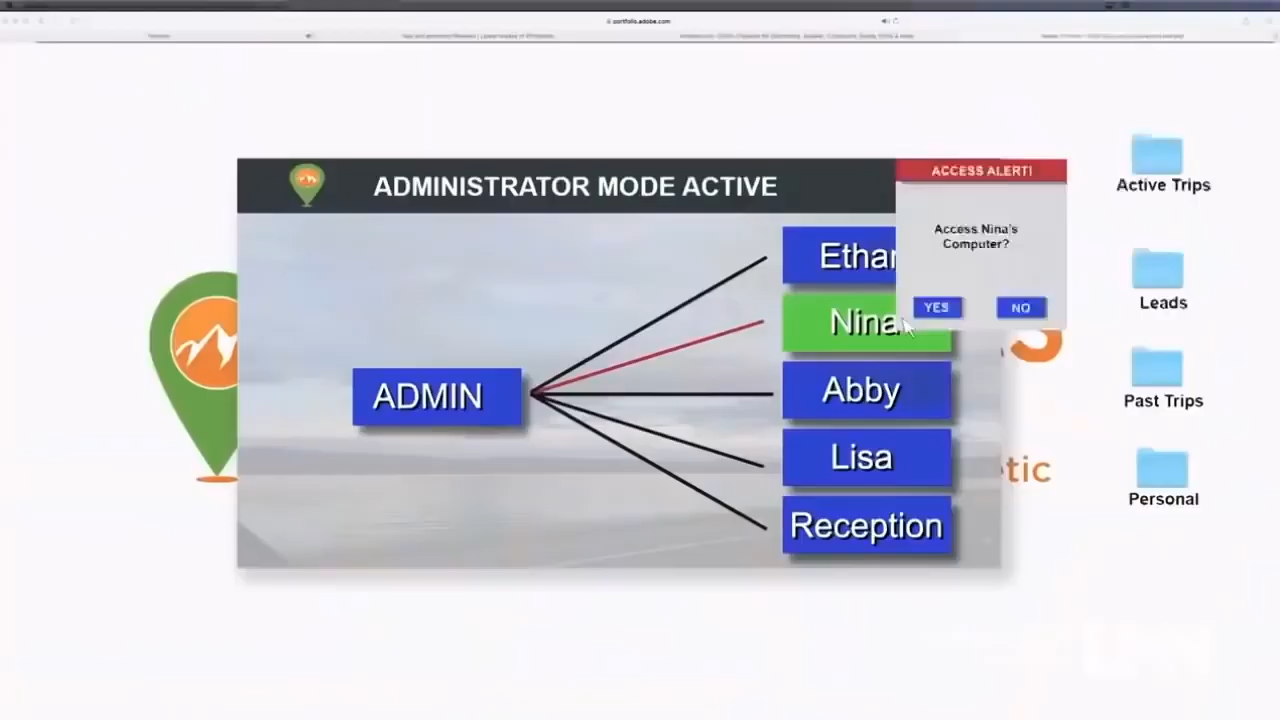 portfolio.adobe.com
ADMINISTRATOR MODE ACTIVE
ACCESS ALERT!
Access Nina's
Computer?
YES
NO
Ethan
Nina
Abby
Lisa
Reception
ADMIN
Active Trips
Leads
Past Trips
Personal
tic